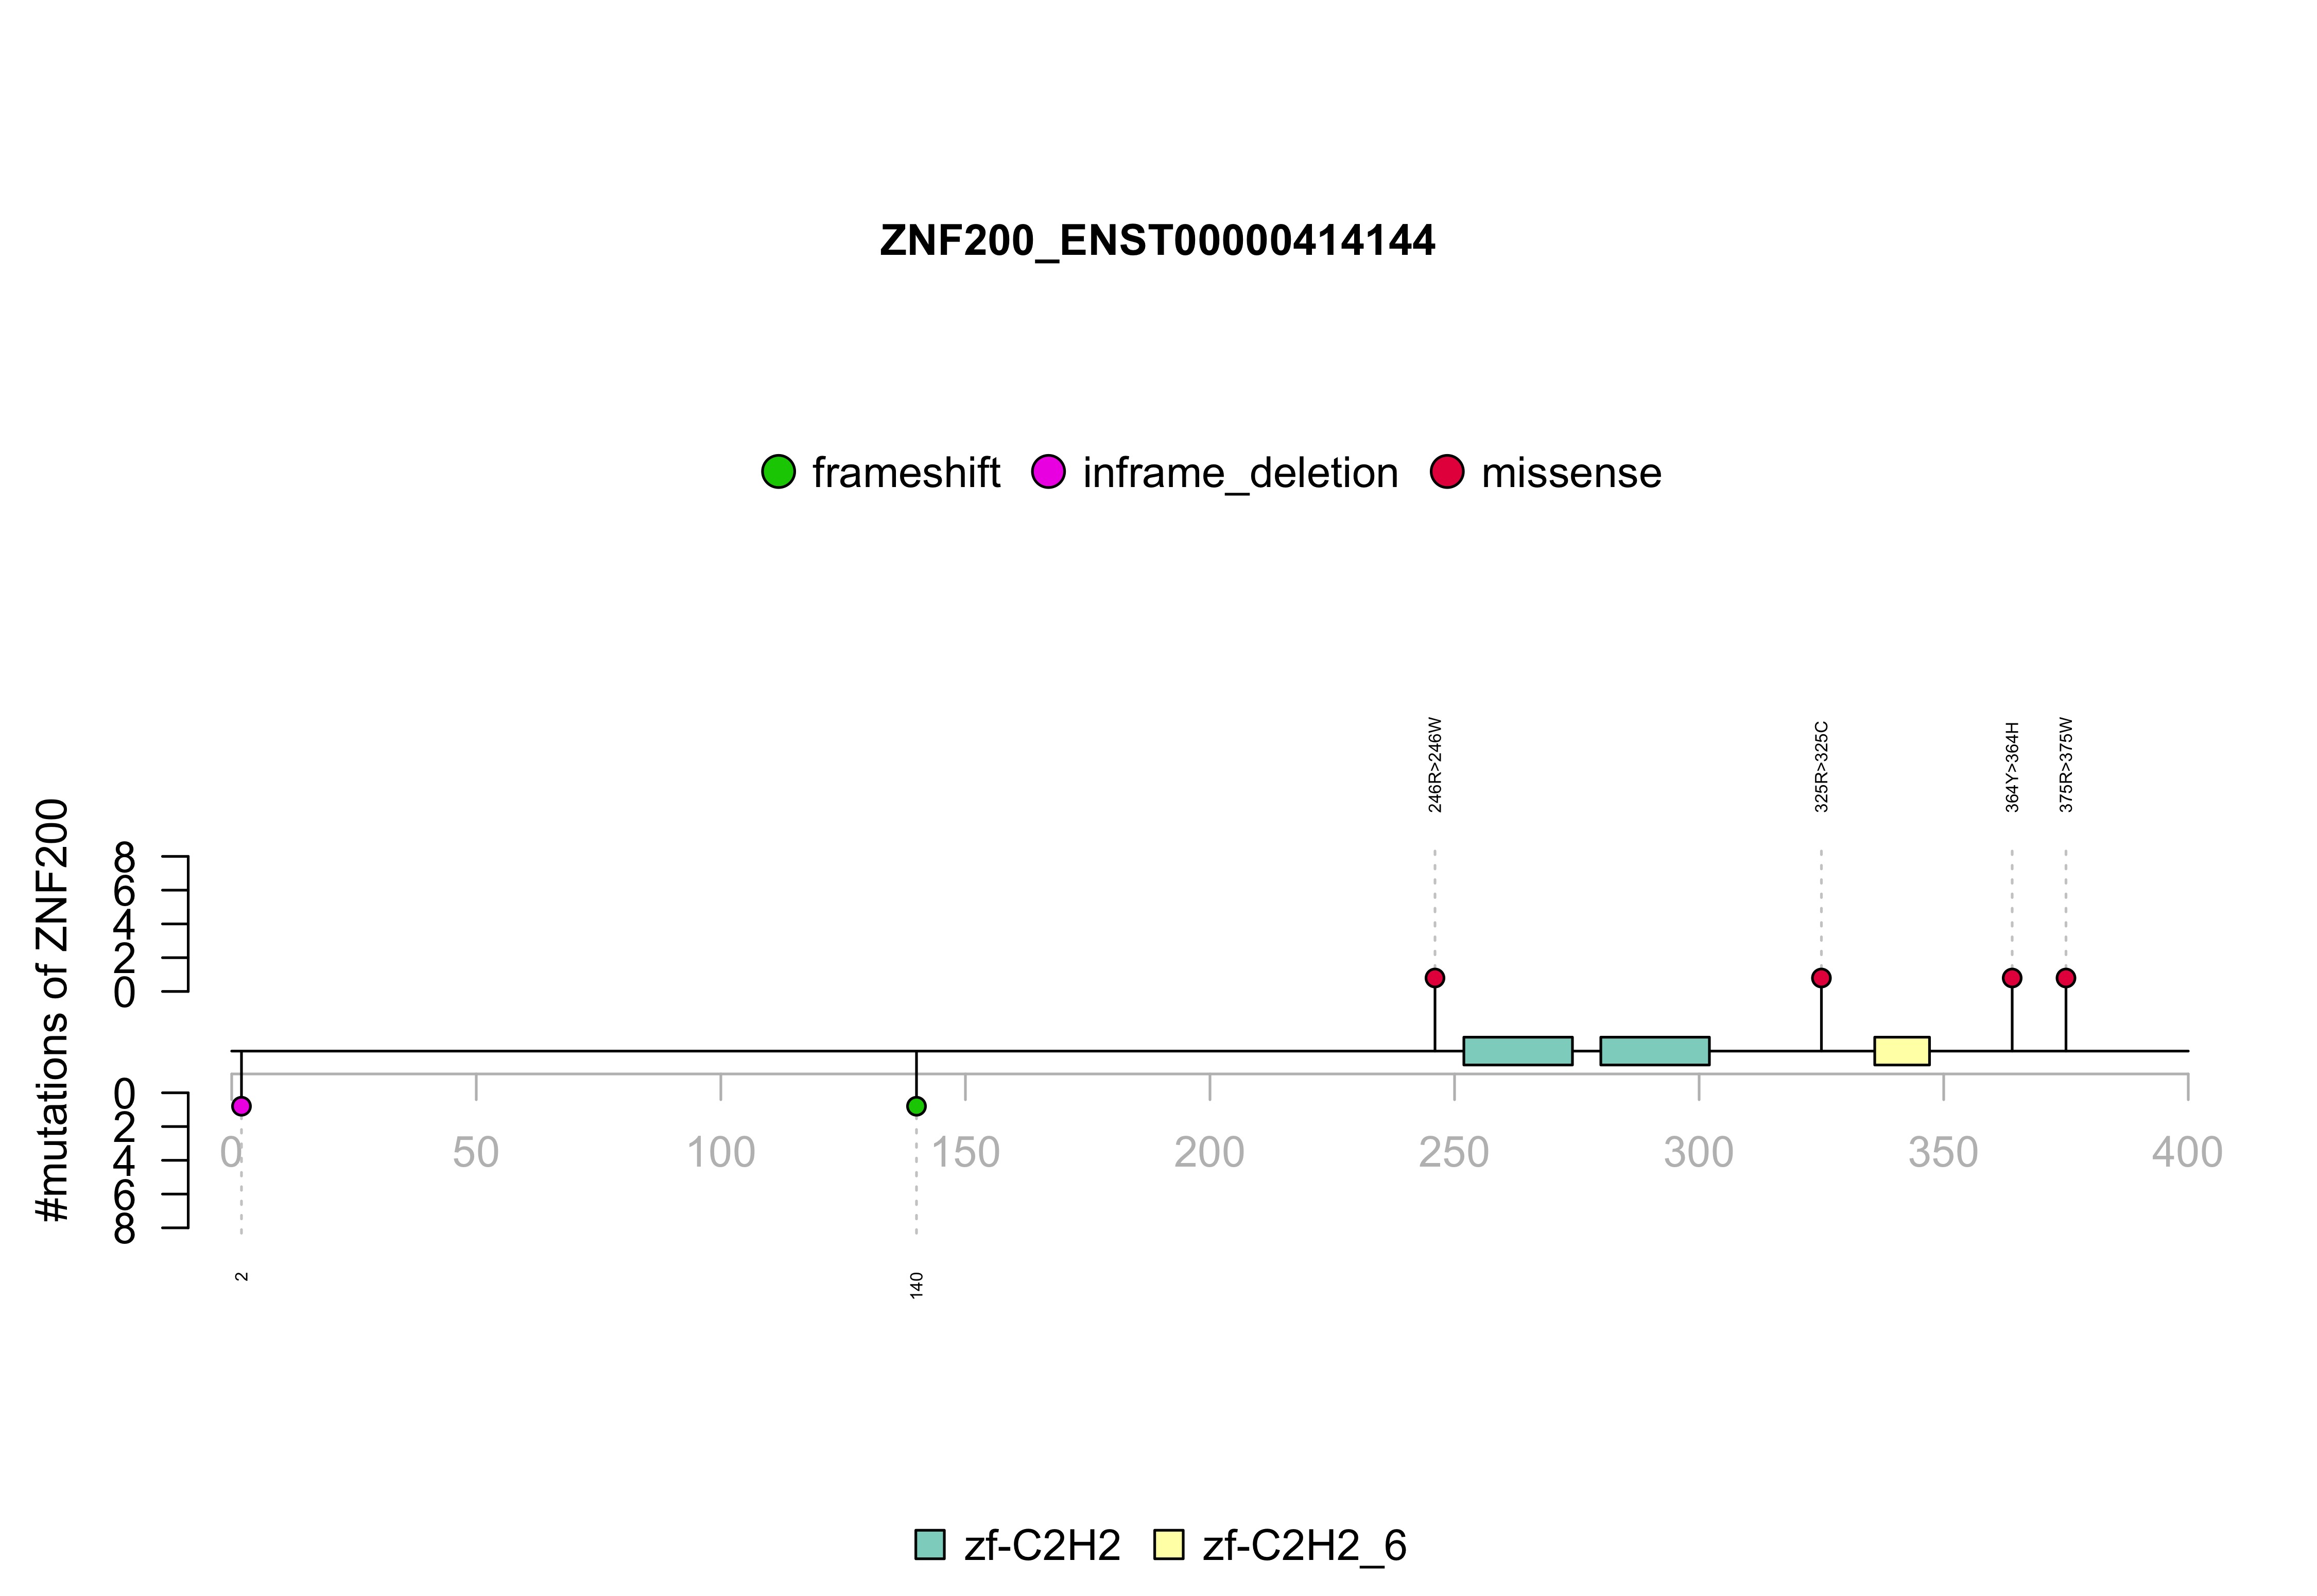 ZNF200_ENST00000414144
frameshift inframe_deletion missense
246R>246W
325R>325C
364Y>364H
375R>375W
#mutations of ZNF200
8
6
4
2
0
0
2
4
6
8
0 50 100 150 200 250 300 350 400
2
140
zf-C2H2 zf-C2H2_6